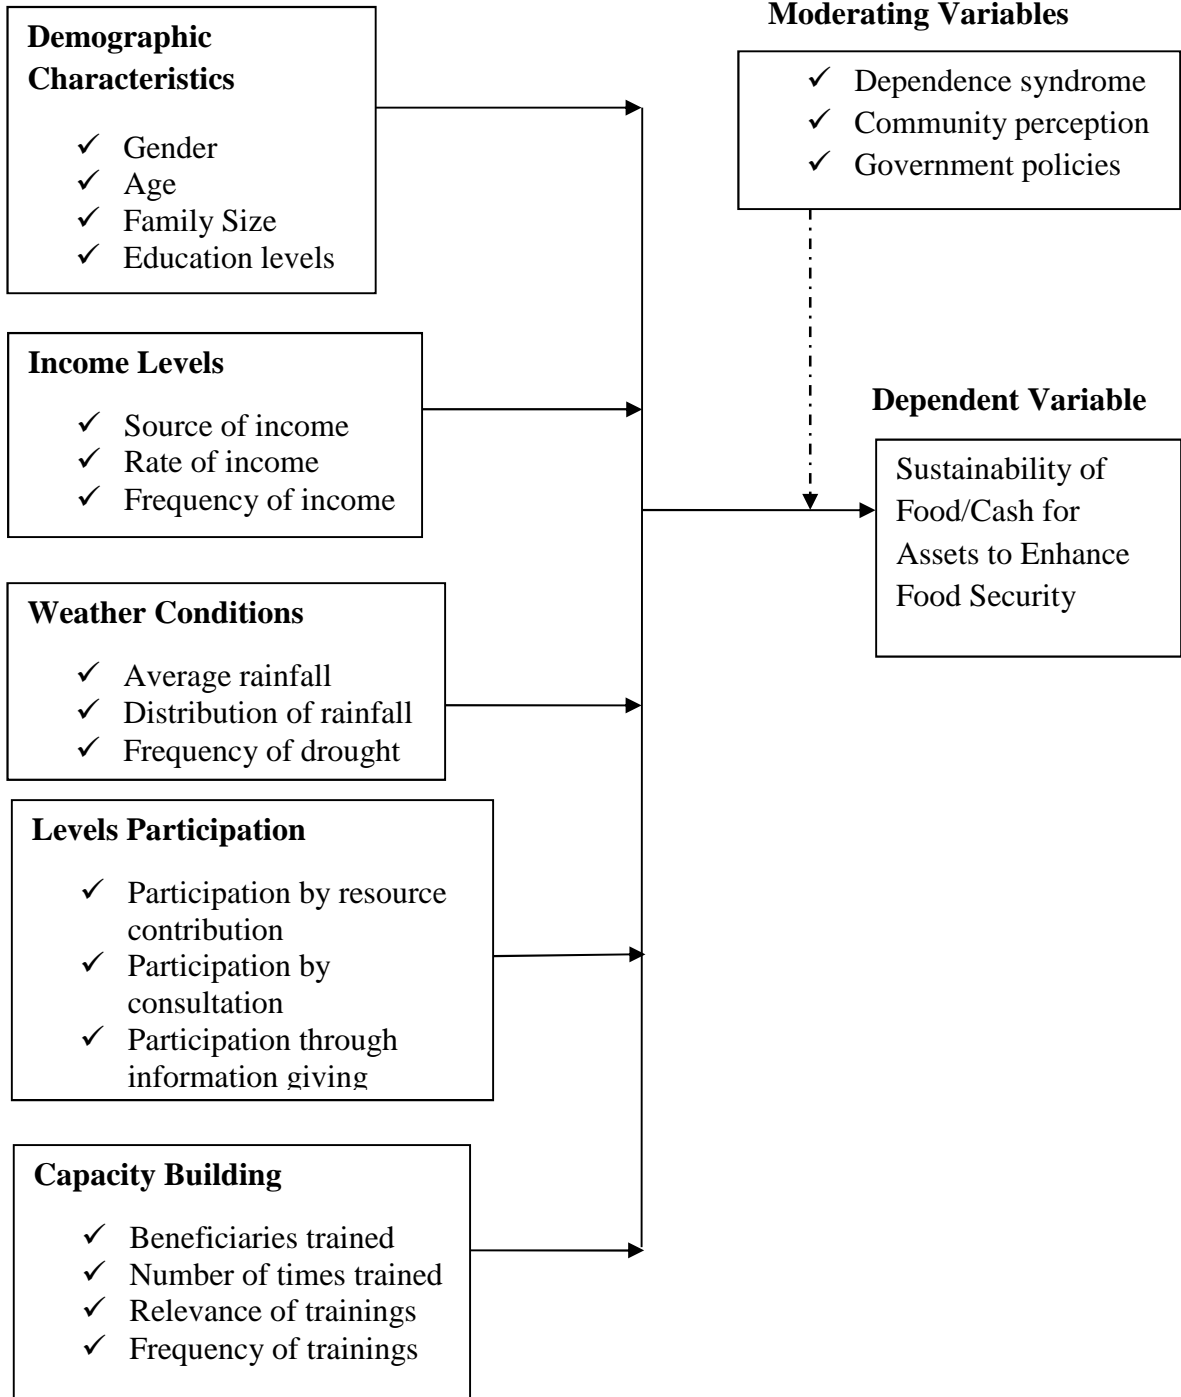 Demographic
Characteristics
✓ Gender
✓ Age
✓ Family Size
✓ Education levels
Income Levels
✓ Source of income
✓ Rate of income
✓ Frequency of income
Weather Conditions
✓ Average rainfall
✓ Distribution of rainfall
✓ Frequency of drought
Levels Participation
✓ Participation by resource
contribution
✓ Participation by
consultation
✓ Participation through
information giving
Capacity Building
✓ Beneficiaries trained
✓ Number of times trained
✓ Relevance of trainings
✓ Frequency of trainings
Moderating Variables
✓ Dependence syndrome
✓ Community perception
✓ Government policies
Dependent Variable
Sustainability of
Food/Cash for
Assets to Enhance
Food Security